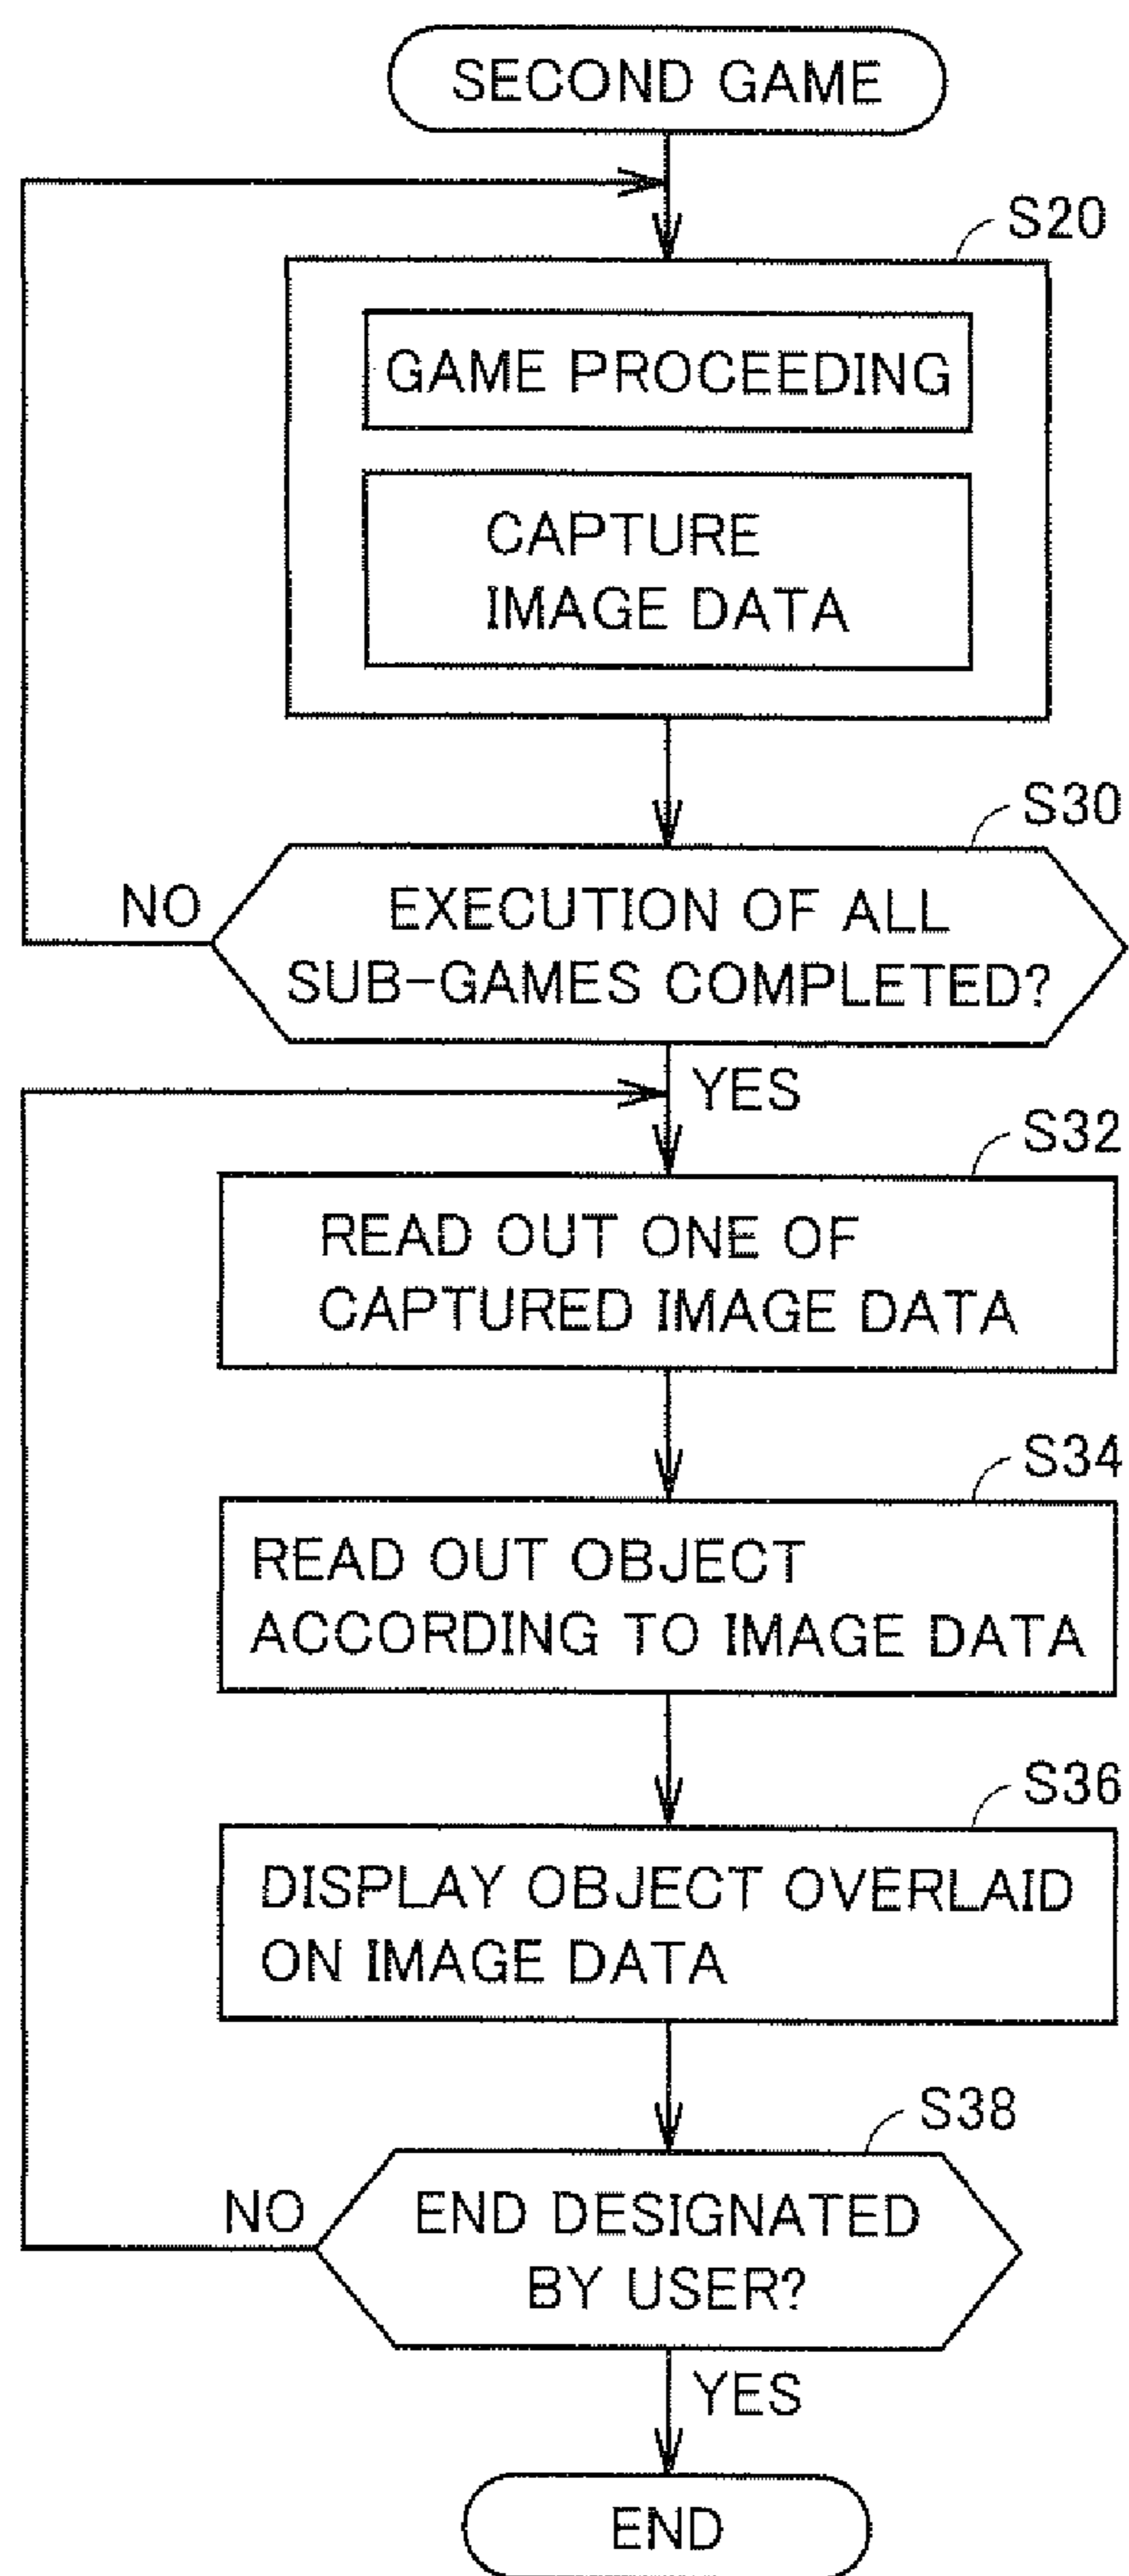 SECOND GAME
S20
GAME PROCEEDING
CAPTURE
IMAGE DATA
S30
NO
EXECUTION OF ALL
SUB-GAMES COMPLETED?
YES
S32
READ OUT ONE OF
CAPTURED IMAGE DATA
S34
READ OUT OBJECT
ACCORDING TO IMAGE DATA
S36
DISPLAY OBJECT OVERLAID
ON IMAGE DATA
S38
NO
END DESIGNATED
BY USER?
YES
END